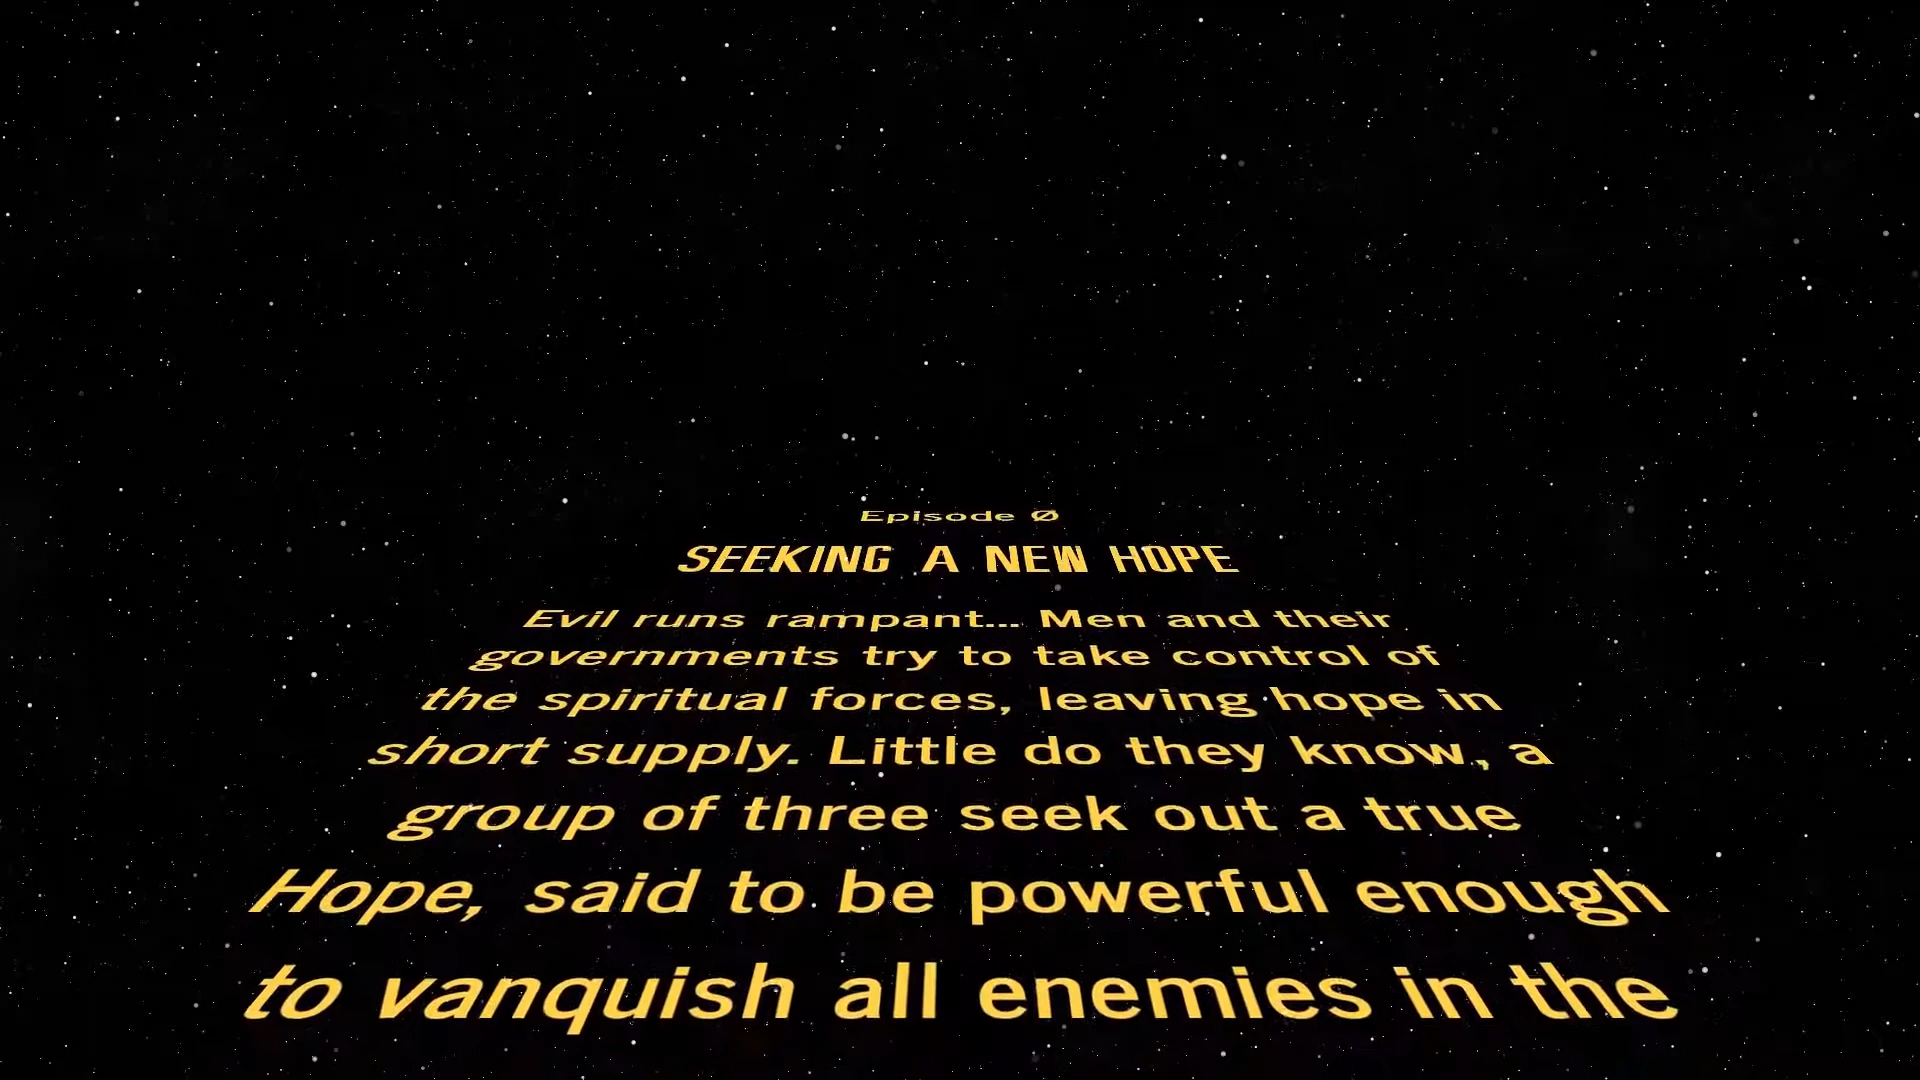 Episode Ø
SEEKING A NEW HOPE
Evil runs rampant... Men and their
governments try to take control of
the spiritual forces, leaving hope in
short supply. Little do they know, a
group of three seek out a true
Hope, said to be powerful enough
to vanquish all enemies in the